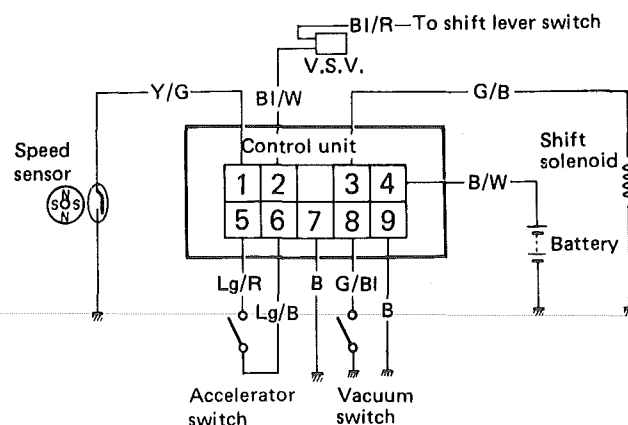 Bl/R To shift lever switch
V.S.V.
Y/G
Bl/W
G/B
Speed
sensor
N
S S
N
Control unit
Shift
solenoid
1 2 3 4
5 6 7 8 9
B/W
Battery
Lg/R
B
G/Bl
Lg/B
B
Accelerator
switch
Vacuum
switch